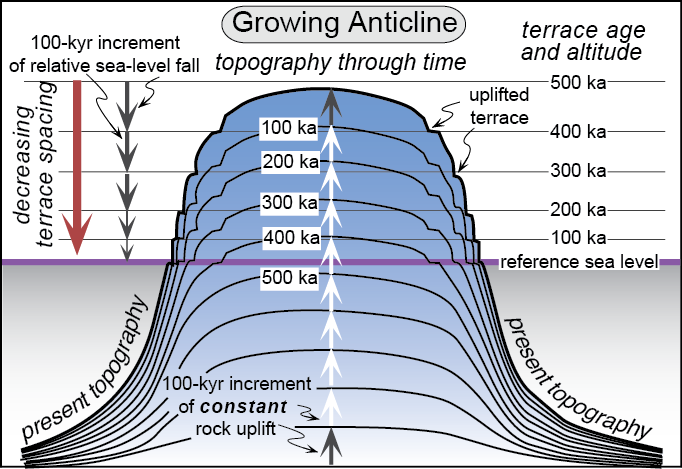 Growing Anticline
topography through time
terrace age
and altitude
100-kyr increment
of relative sea-level fall
decreasing
terrace spacing
uplifted
terrace
500 ka
400 ka
300 ka
200 ka
100 ka
reference sea level
100 ka
200 ka
300 ka
400 ka
500 ka
present topography
present topography
100-kyr increment
of constant
rock uplift